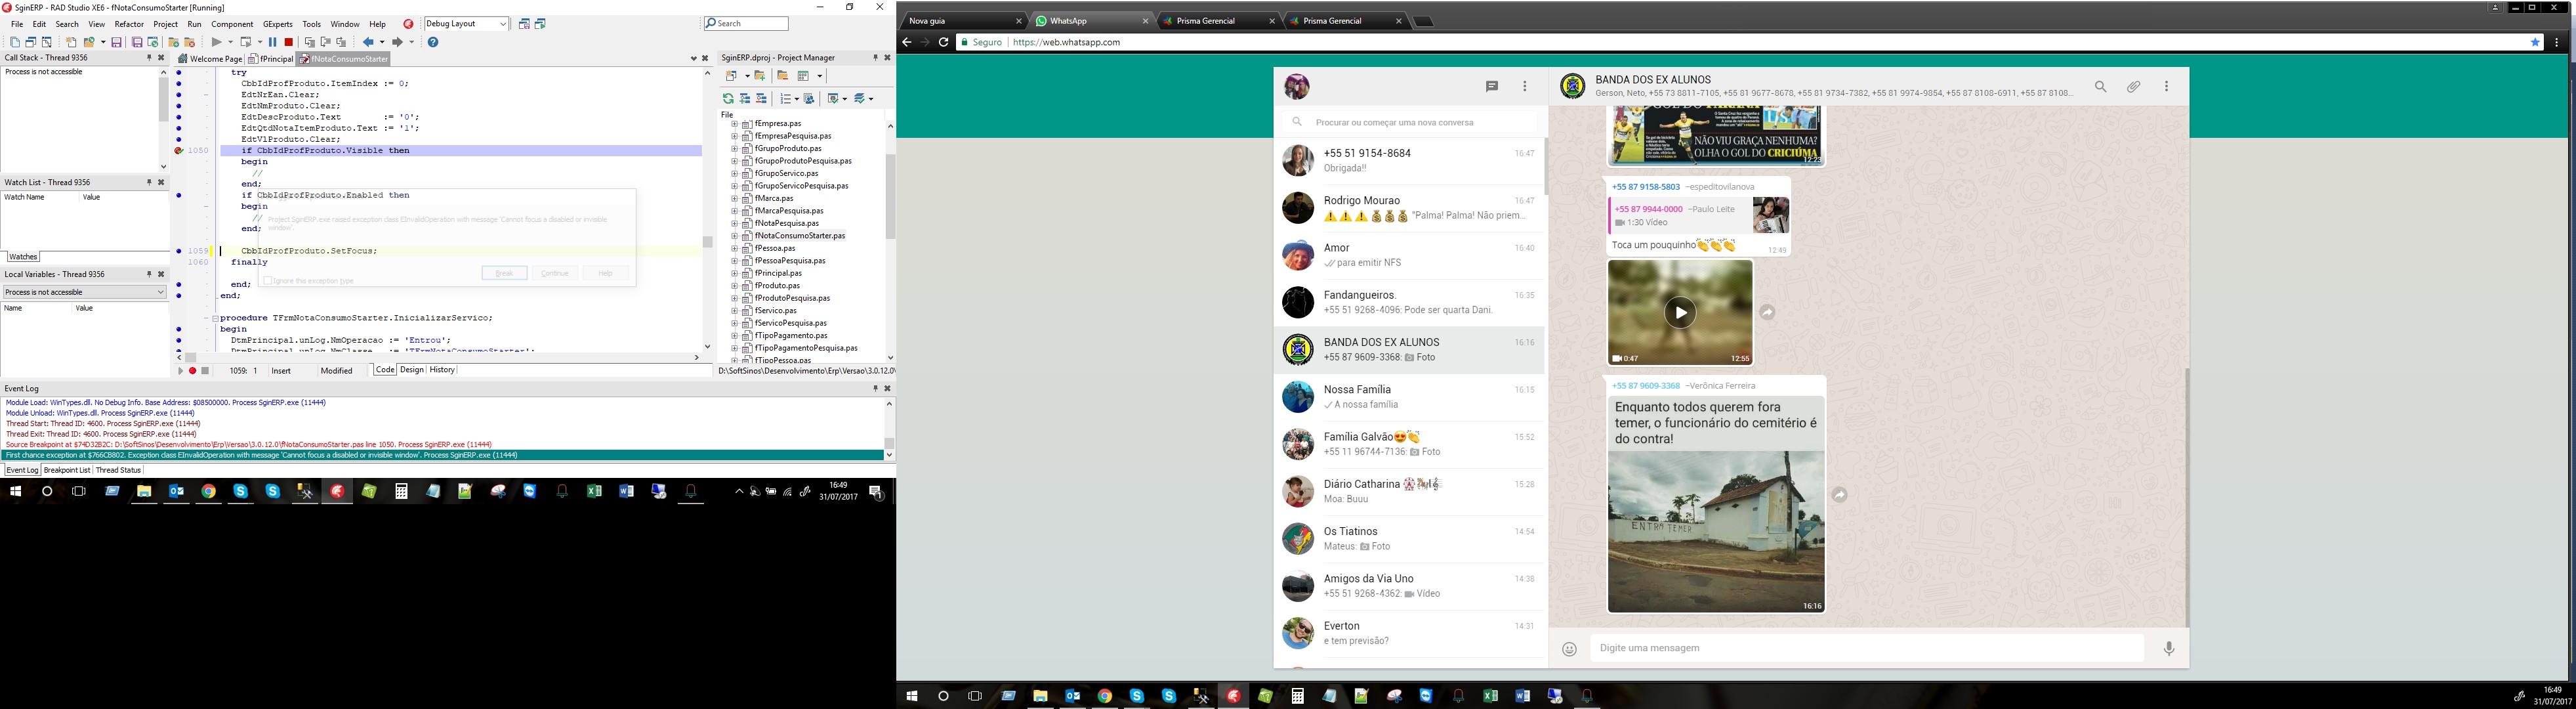 SginERP - RAD Studio XE6 - fNotaConsumoStarter [Running]
File Edit Search View Refactor Project Run Component GExperts Tools Window Help
Debug Layout
Search
Call Stack - Thread 9356
Process is not accessible
Watch List - Thread 9356
Watch Name Value
Watches
Local Variables - Thread 9356
Process is not accessible
Name Value
Welcome Page fPrincipal fNotaConsumoStarter
try
CbbIdProfProduto.ItemIndex := 0;
EdtNrEan.Clear;
EdtNmProduto.Clear;
EdtDescProduto.Text := '0';
EdtQtdNotaItemProduto.Text := '1';
EdtVlProduto.Clear;
1050 if CbbIdProfProduto.Visible then
begin
//
end;
if CbbIdProfProduto.Enabled then
begin
//
end;
Project SginERP.exe raised exception class EInvalidOperation with message 'Cannot focus a disabled or invisible
window'.
1059 CbbIdProfProduto.SetFocus;
1060 finally
Break Continue Help
Ignore this exception type
end;
end;
procedure TFrmNotaConsumoStarter.InicializarServico;
begin
DtmPrincipal.unLog.NmOperacao := 'Entrou';
DtmPrincipal.unLog.NmClasse := 'TFrmNotaConsumoStarter';
1059: 1 Insert Modified Code Design History
SginERP.dproj - Project Manager
File
fEmpresa.pas
fEmpresaPesquisa.pas
fGrupoProduto.pas
fGrupoProdutoPesquisa.pas
fGrupoServico.pas
fGrupoServicoPesquisa.pas
fMarca.pas
fMarcaPesquisa.pas
fNotaPesquisa.pas
fNotaConsumoStarter.pas
fPessoa.pas
fPessoaPesquisa.pas
fPrincipal.pas
fProduto.pas
fProdutoPesquisa.pas
fServico.pas
fServicoPesquisa.pas
fTipoPagamento.pas
fTipoPagamentoPesquisa.pas
fTipoPessoa.pas
D:\SoftSinos\Desenvolvimento\Erp\Versao\3.0.12.0\
Event Log
Module Load: WinTypes.dll. No Debug Info. Base Address: $08500000. Process SginERP.exe (11444)
Module Unload: WinTypes.dll. Process SginERP.exe (11444)
Thread Start: Thread ID: 4600. Process SginERP.exe (11444)
Thread Exit: Thread ID: 4600. Process SginERP.exe (11444)
Source Breakpoint at $74D32B2C: D:\SoftSinos\Desenvolvimento\Erp\Versao\3.0.12.0\fNotaConsumoStarter.pas line 1050. Process SginERP.exe (11444)
First chance exception at $766CB802. Exception class EInvalidOperation with message 'Cannot focus a disabled or invisible window'. Process SginERP.exe (11444)
Event Log Breakpoint List Thread Status
16:49
31/07/2017
Nova guia WhatsApp Prisma Gerencial Prisma Gerencial
Seguro https://web.whatsapp.com
Procurar ou começar uma nova conversa
+55 51 9154-8684 16:47
Obrigada!!
Rodrigo Mourao 16:47
⚠️⚠️⚠️💰💰💰 "Palma! Palma! Não priem...
Amor 16:40
para emitir NFS
Fandangueiros. 16:35
+55 51 9268-4096: Pode ser quarta Dani.
BANDA DOS EX ALUNOS 16:16
+55 87 9609-3368: Foto
Nossa Família 16:15
A nossa família
Família Galvão😍👏 15:52
+55 11 96744-7136: Foto
Diário Catharina 15:28
Moa: Buuu
Os Tiatinos 14:54
Mateus: Foto
Amigos da Via Uno 14:38
+55 51 9268-4362: Vídeo
Everton 14:31
e tem previsão?
BANDA DOS EX ALUNOS
Gerson, Neto, +55 73 8811-7105, +55 81 9677-8678, +55 81 9734-7382, +55 81 9974-9854, +55 87 8108-6911, +55 87 8108...
GOL DO PARANÁ
NÃO VIU GRAÇA NENHUMA?
OLHA O GOL DO CRICIÚMA
12:23
+55 87 9158-5803 ~espeditovilanova
+55 87 9944-0000 ~Paulo Leite
1:30 Vídeo
Toca um pouquinho👏👏👏 12:49
0:47 12:55
+55 87 9609-3368 ~Verônica Ferreira
Enquanto todos querem fora
temer, o funcionário do cemitério é
do contra!
ENTRA TEMER
16:16
Digite uma mensagem
16:49
31/07/2017